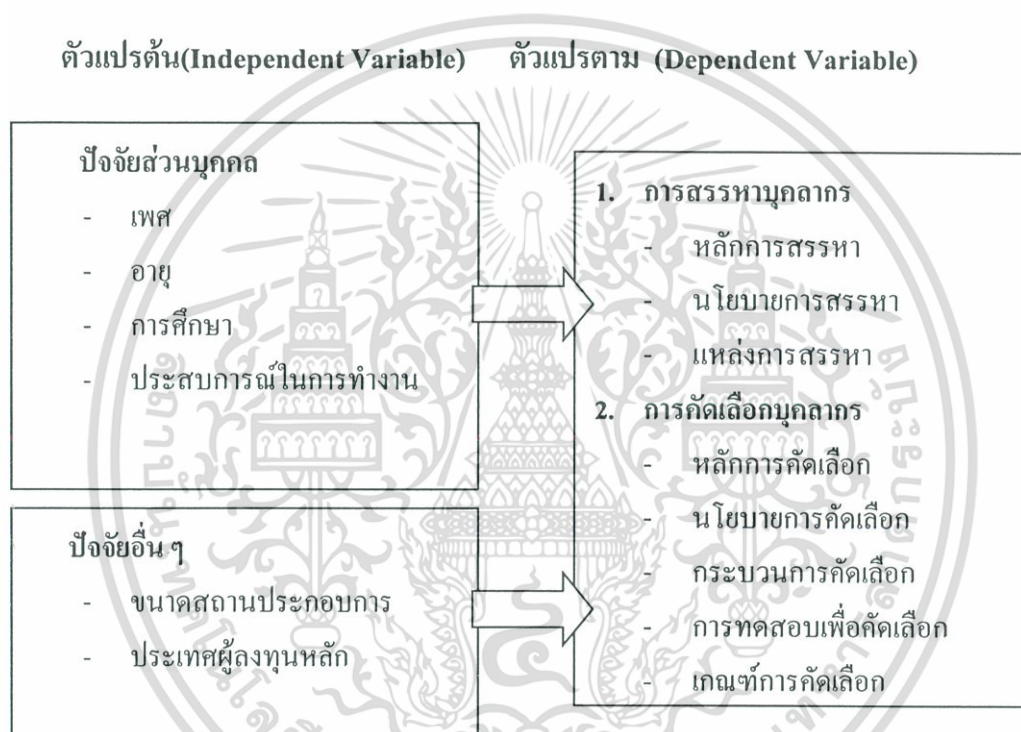 ตัวแปรต้น(Independent Variable) ตัวแปรตาม (Dependent Variable)
ปัจจัยส่วนบุคคล
- เพศ
- อายุ
- การศึกษา
- ประสบการณ์ในการทำงาน
ปัจจัยอื่น ๆ
- ขนาดสถานประกอบการ
- ประเทศผู้ลงทุนหลัก
1. การสรรหาบุคลากร
- หลักการสรรหา
- นโยบายการสรรหา
- แหล่งการสรรหา
2. การคัดเลือกบุคลากร
- หลักการคัดเลือก
- นโยบายการคัดเลือก
- กระบวนการคัดเลือก
- การทดสอบเพื่อคัดเลือก
- เกณฑ์การคัดเลือก